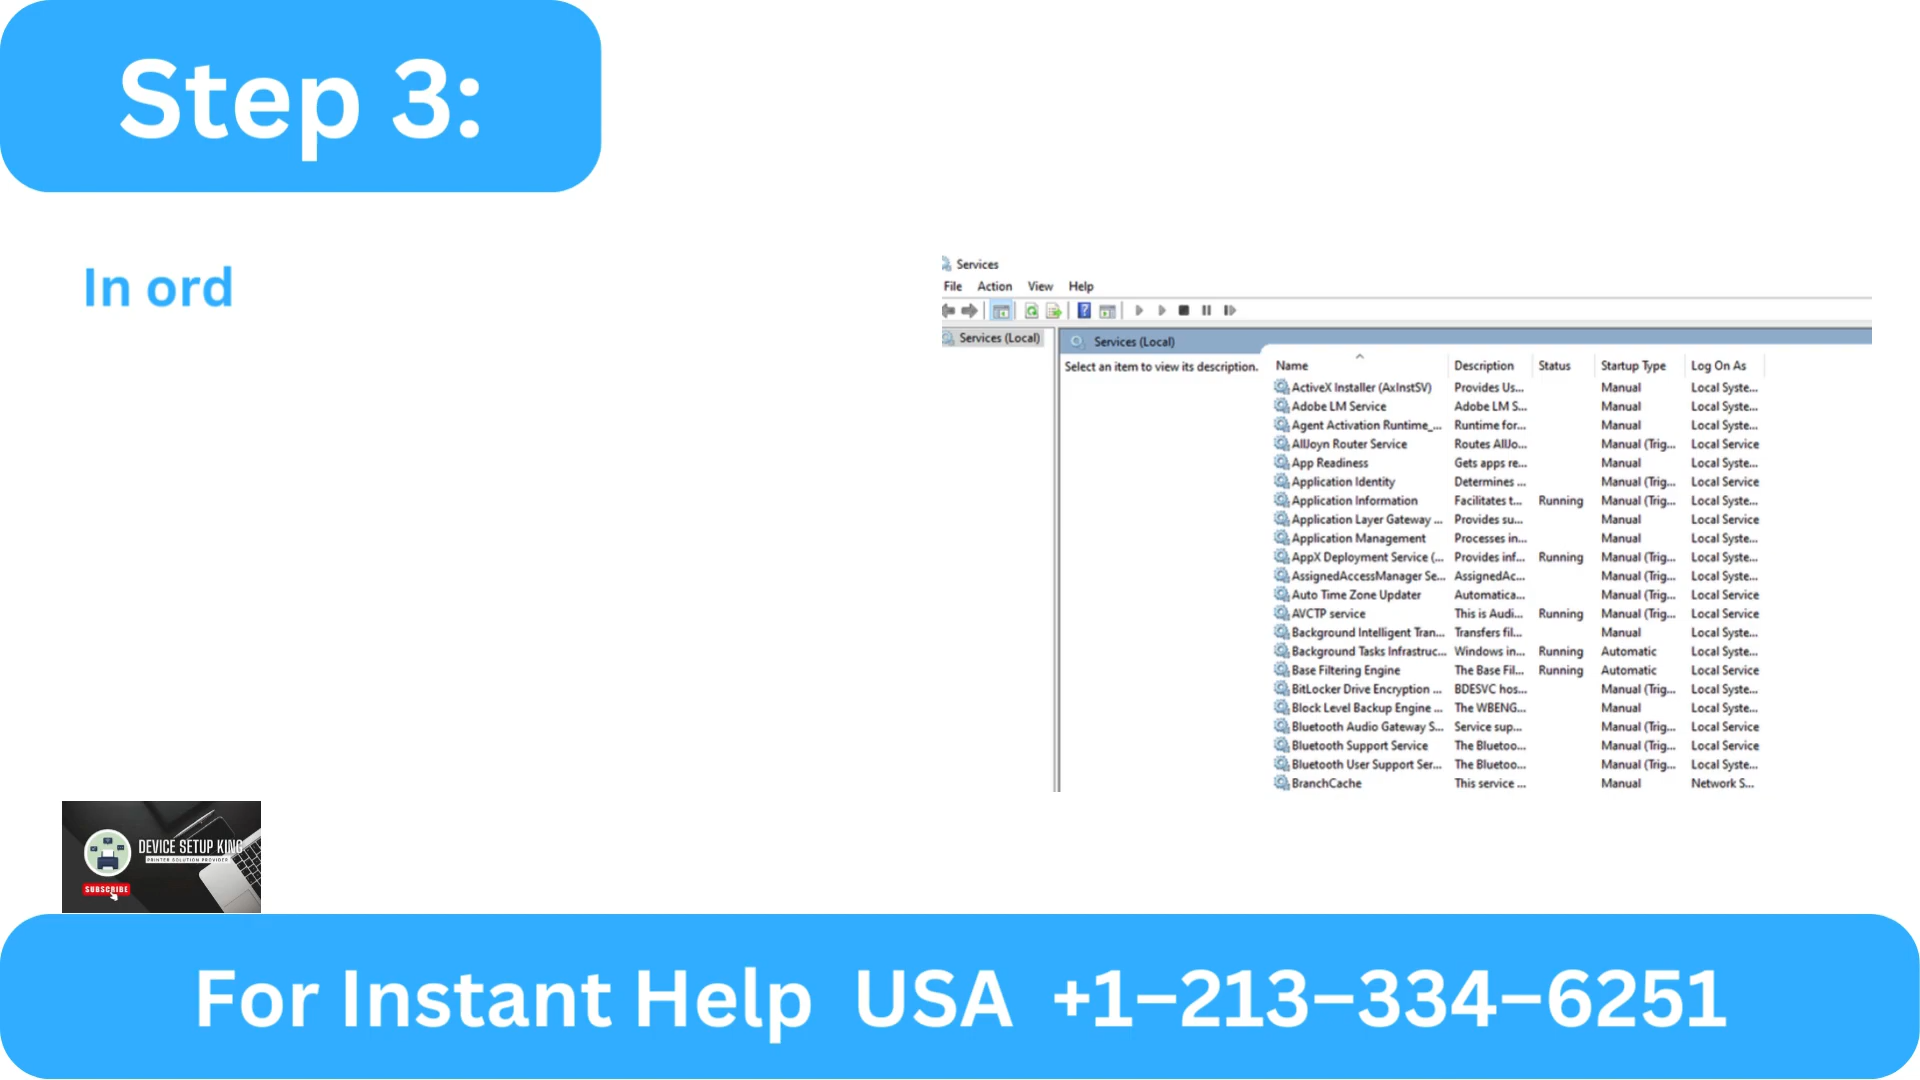 Step 3:
In ord
Services
File Action View Help
Services (Local)
Services (Local)
Select an item to view its description.
Name Description Status Startup Type Log On As
ActiveX Installer (AxInstSV) Provides Us... Manual Local Syste...
Adobe LM Service Adobe LM S... Manual Local Syste...
Agent Activation Runtime_... Runtime for... Manual Local Syste...
AllJoyn Router Service Routes AllJo... Manual (Trig... Local Service
App Readiness Gets apps re... Manual Local Syste...
Application Identity Determines ... Manual (Trig... Local Service
Application Information Facilitates t... Running Manual (Trig... Local Syste...
Application Layer Gateway ... Provides su... Manual Local Service
Application Management Processes in... Manual Local Syste...
AppX Deployment Service (... Provides inf... Running Manual (Trig... Local Syste...
AssignedAccessManager Se... AssignedAc... Manual (Trig... Local Syste...
Auto Time Zone Updater Automatica... Manual (Trig... Local Service
AVCTP service This is Audi... Running Manual (Trig... Local Service
Background Intelligent Tran... Transfers fil... Manual Local Syste...
Background Tasks Infrastruc... Windows in... Running Automatic Local Syste...
Base Filtering Engine The Base Fil... Running Automatic Local Service
BitLocker Drive Encryption ... BDESVC hos... Manual (Trig... Local Syste...
Block Level Backup Engine ... The WBENG... Manual Local Syste...
Bluetooth Audio Gateway S... Service sup... Manual (Trig... Local Service
Bluetooth Support Service The Bluetoo... Manual (Trig... Local Service
Bluetooth User Support Ser... The Bluetoo... Manual (Trig... Local Syste...
BranchCache This service ... Manual Network S...
DEVICE SETUP KING
PRINTER SOLUTION PROVIDER
SUBSCRIBE
For Instant Help USA +1–213–334–6251